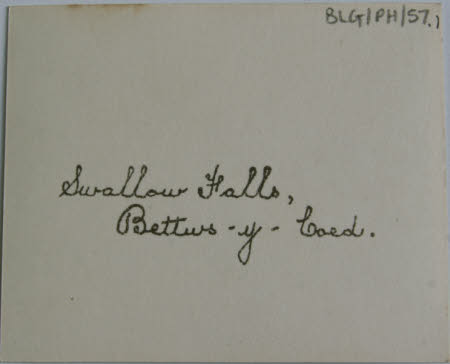 BLG/PH/57.1
Swallow Falls,
Bettws-y-Coed.